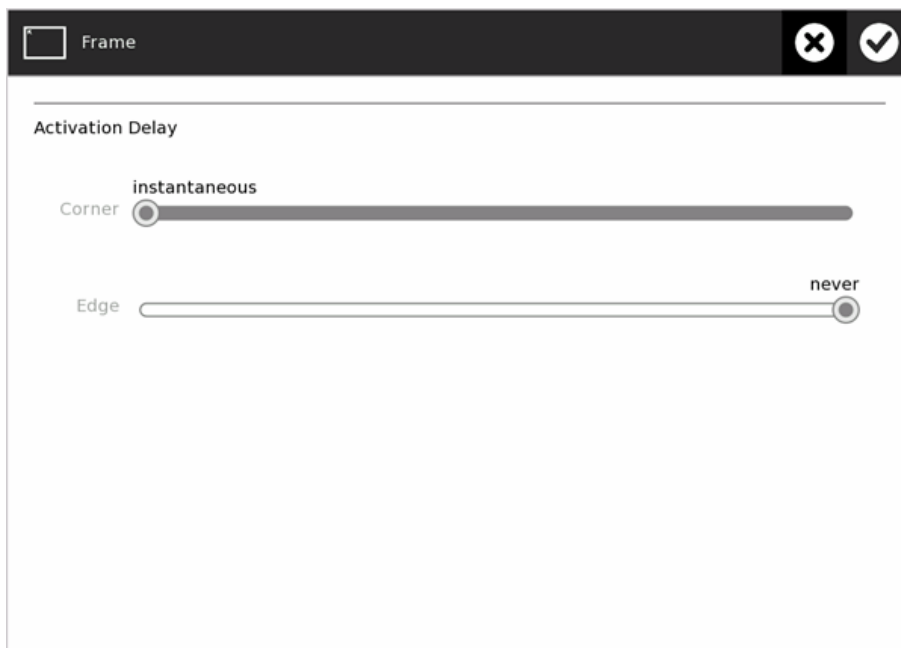 Frame
Activation Delay
instantaneous
Corner
never
Edge